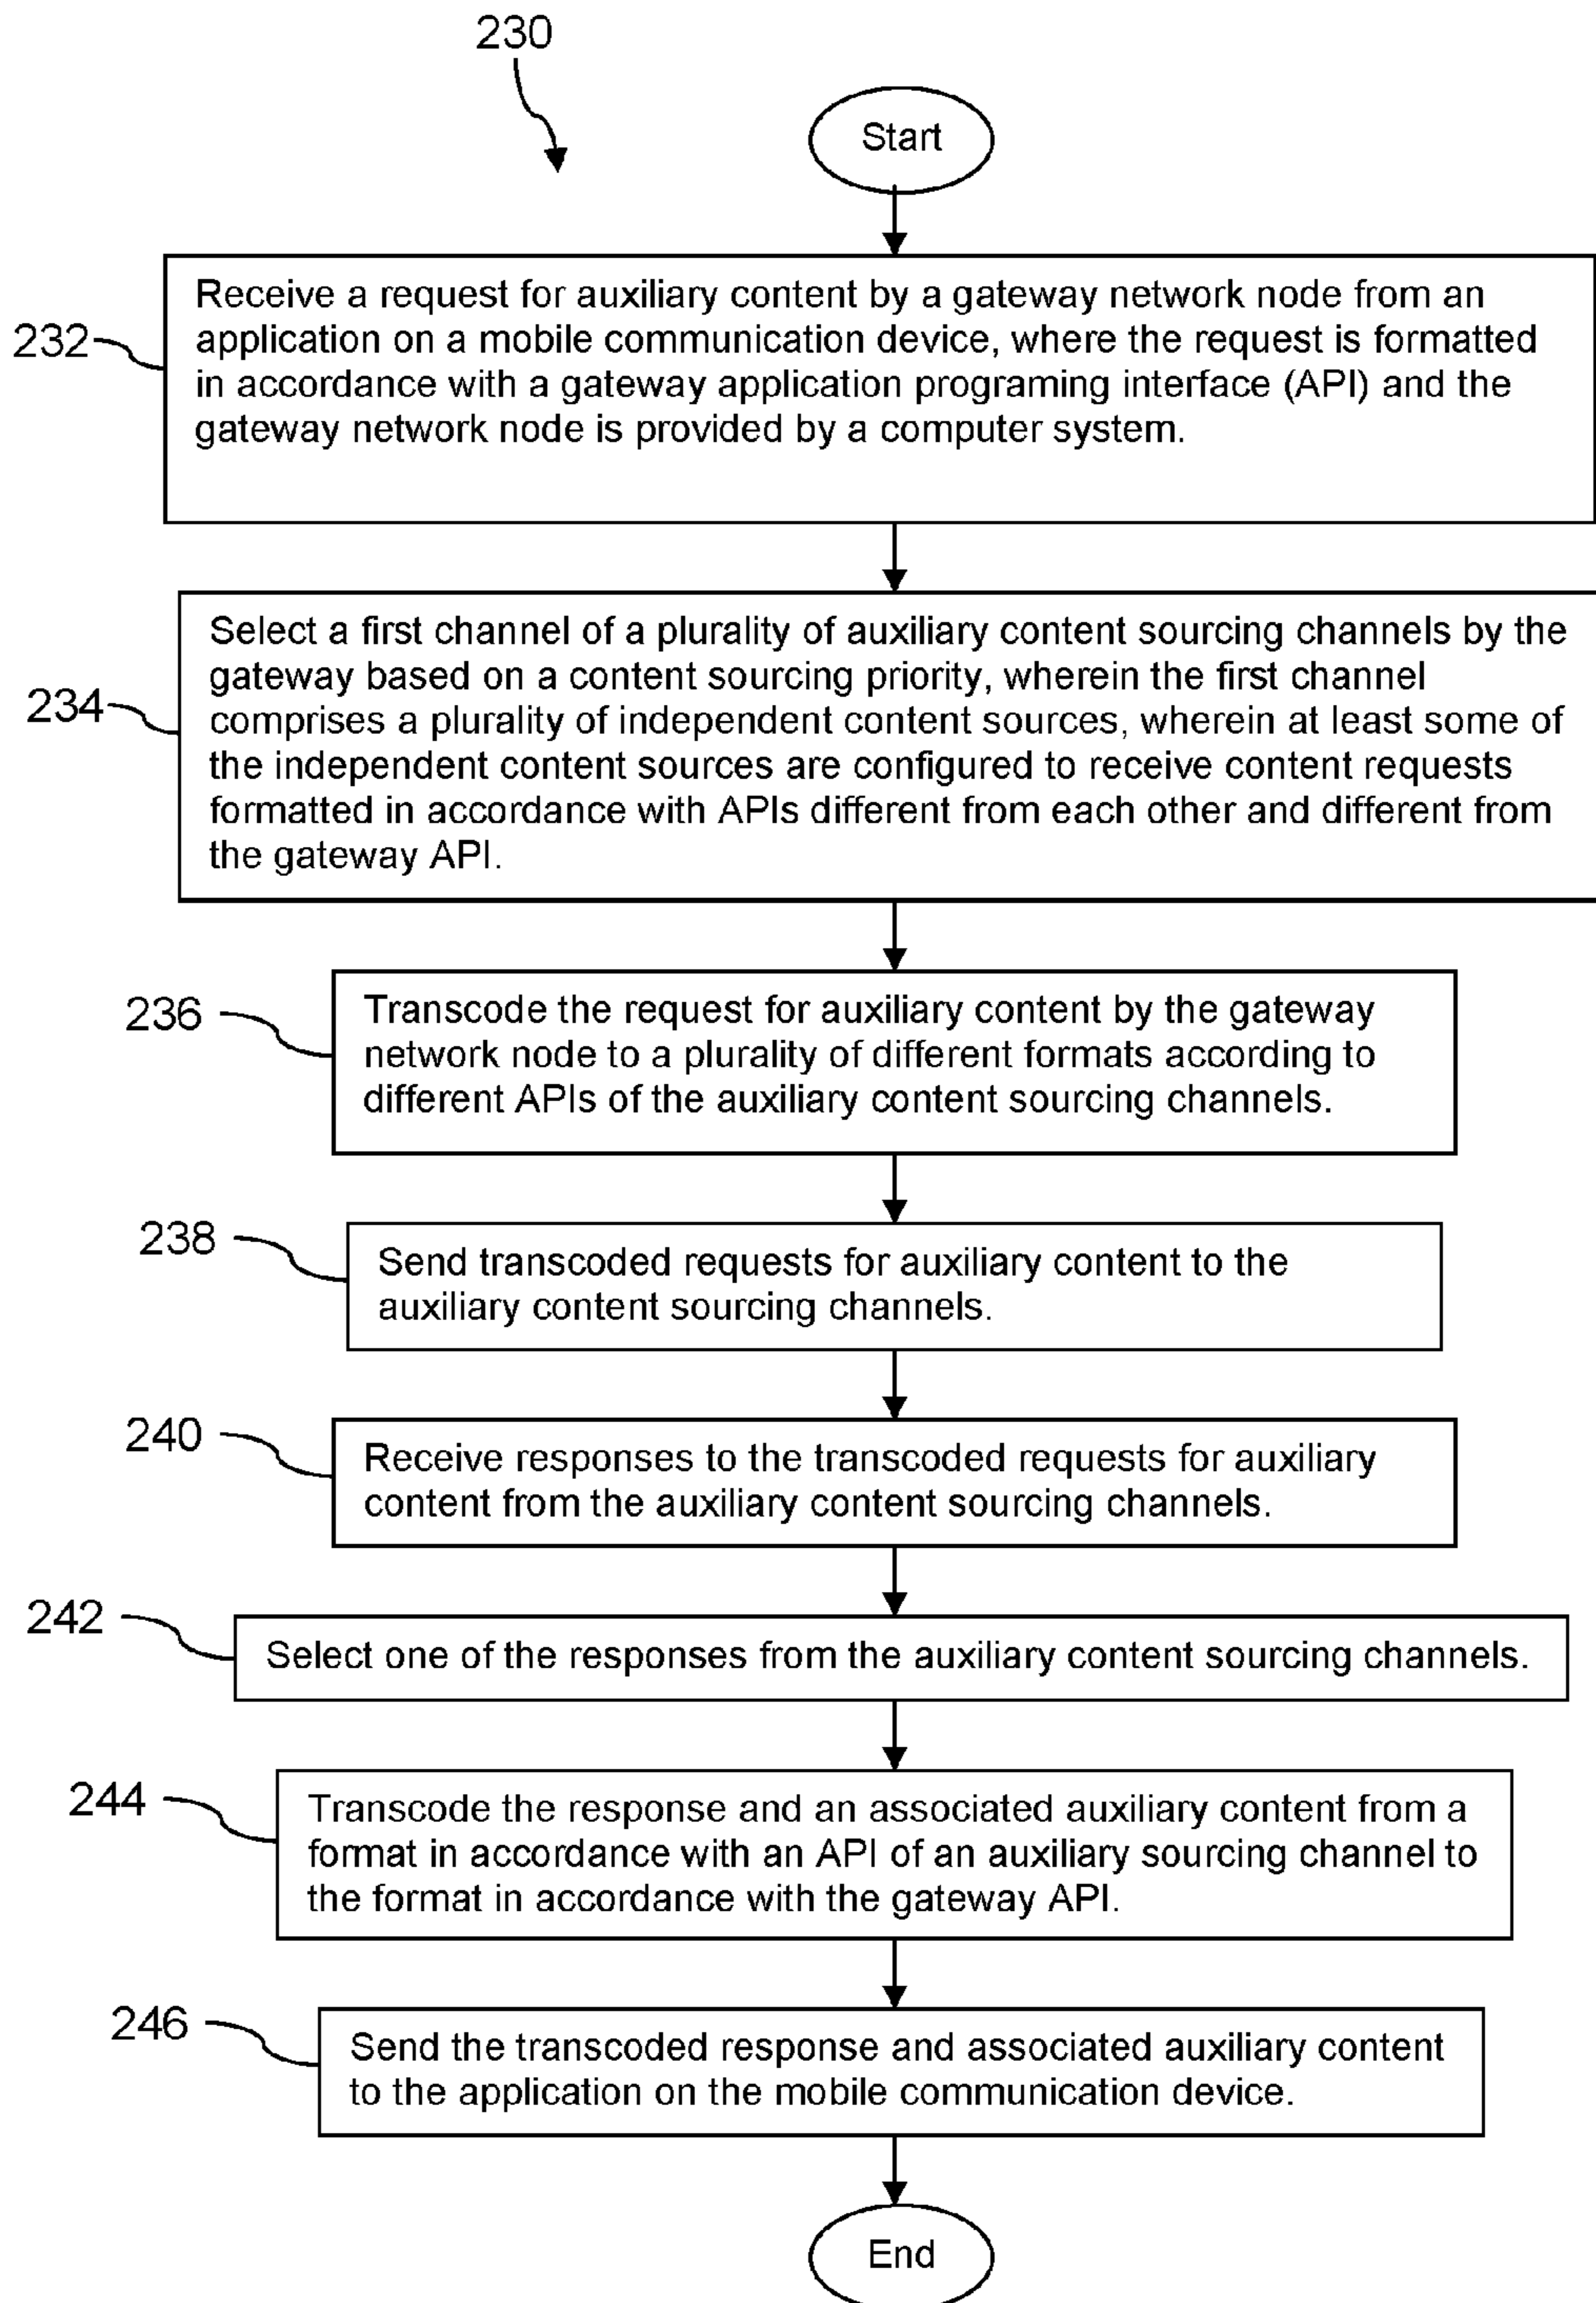 230
Start
232
Receive a request for auxiliary content by a gateway network node from an
application on a mobile communication device, where the request is formatted
in accordance with a gateway application programing interface (API) and the
gateway network node is provided by a computer system.
234
Select a first channel of a plurality of auxiliary content sourcing channels by the
gateway based on a content sourcing priority, wherein the first channel
comprises a plurality of independent content sources, wherein at least some of
the independent content sources are configured to receive content requests
formatted in accordance with APIs different from each other and different from
the gateway API.
236
Transcode the request for auxiliary content by the gateway
network node to a plurality of different formats according to
different APIs of the auxiliary content sourcing channels.
238
Send transcoded requests for auxiliary content to the
auxiliary content sourcing channels.
240
Receive responses to the transcoded requests for auxiliary
content from the auxiliary content sourcing channels.
242
Select one of the responses from the auxiliary content sourcing channels.
244
Transcode the response and an associated auxiliary content from a
format in accordance with an API of an auxiliary sourcing channel to
the format in accordance with the gateway API.
246
Send the transcoded response and associated auxiliary content
to the application on the mobile communication device.
End